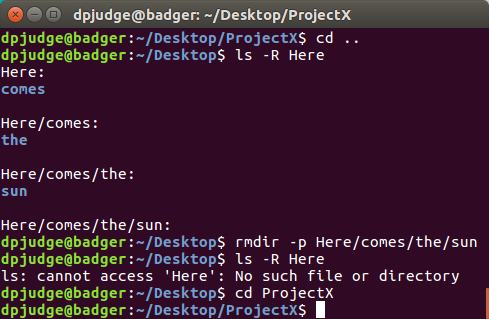 dpjudge@badger: ~/Desktop/ProjectX
dpjudge@badger:~/Desktop/ProjectX$ cd ..
dpjudge@badger:~/Desktop$ ls -R Here
Here:
comes
Here/comes:
the
Here/comes/the:
sun
Here/comes/the/sun:
dpjudge@badger:~/Desktop$ rmdir -p Here/comes/the/sun
dpjudge@badger:~/Desktop$ ls -R Here
ls: cannot access 'Here': No such file or directory
dpjudge@badger:~/Desktop$ cd ProjectX
dpjudge@badger:~/Desktop/ProjectX$